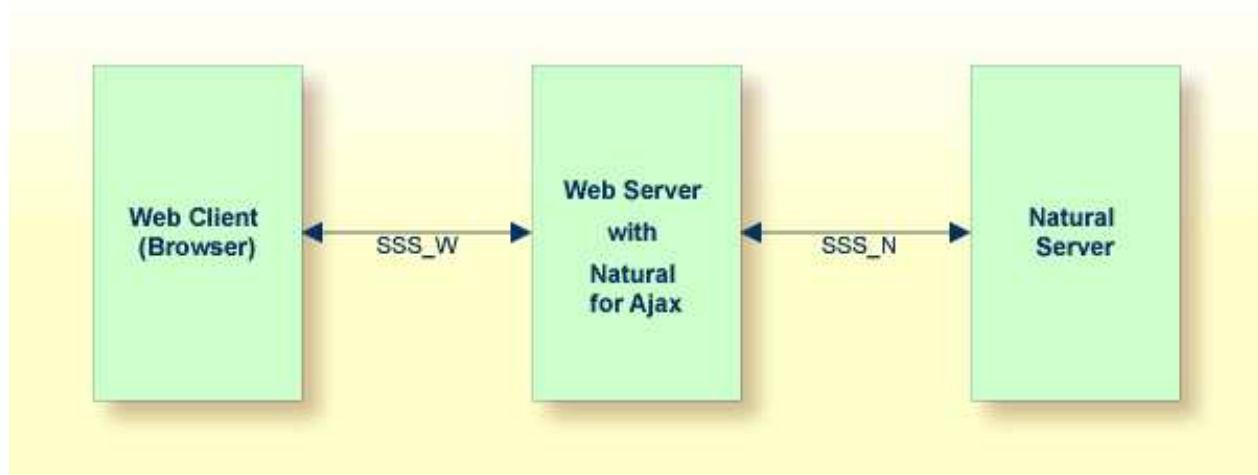 Web Client
(Browser)
SSS_W
Web Server
with
Natural
for Ajax
SSS_N
Natural
Server